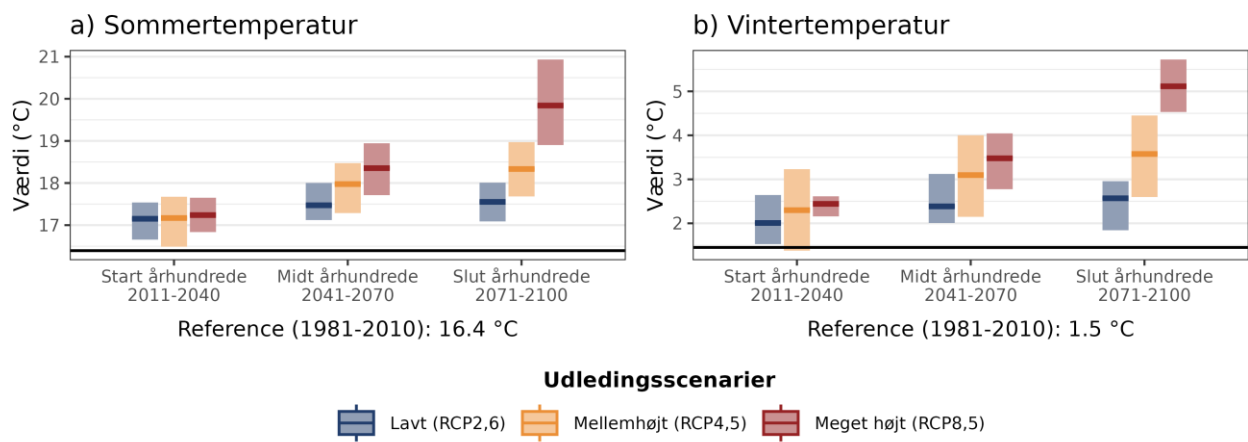 a) Sommertemperatur
Værdi (°C)
21
20
19
18
17
Start århundrede
2011-2040
Midt århundrede
2041-2070
Slut århundrede
2071-2100
Reference (1981-2010): 16.4 °C
b) Vintertemperatur
Værdi (°C)
5
4
3
2
Start århundrede
2011-2040
Midt århundrede
2041-2070
Slut århundrede
2071-2100
Reference (1981-2010): 1.5 °C
Udledingsscenarier
Lavt (RCP2,6)
Mellemhøjt (RCP4,5)
Meget højt (RCP8,5)